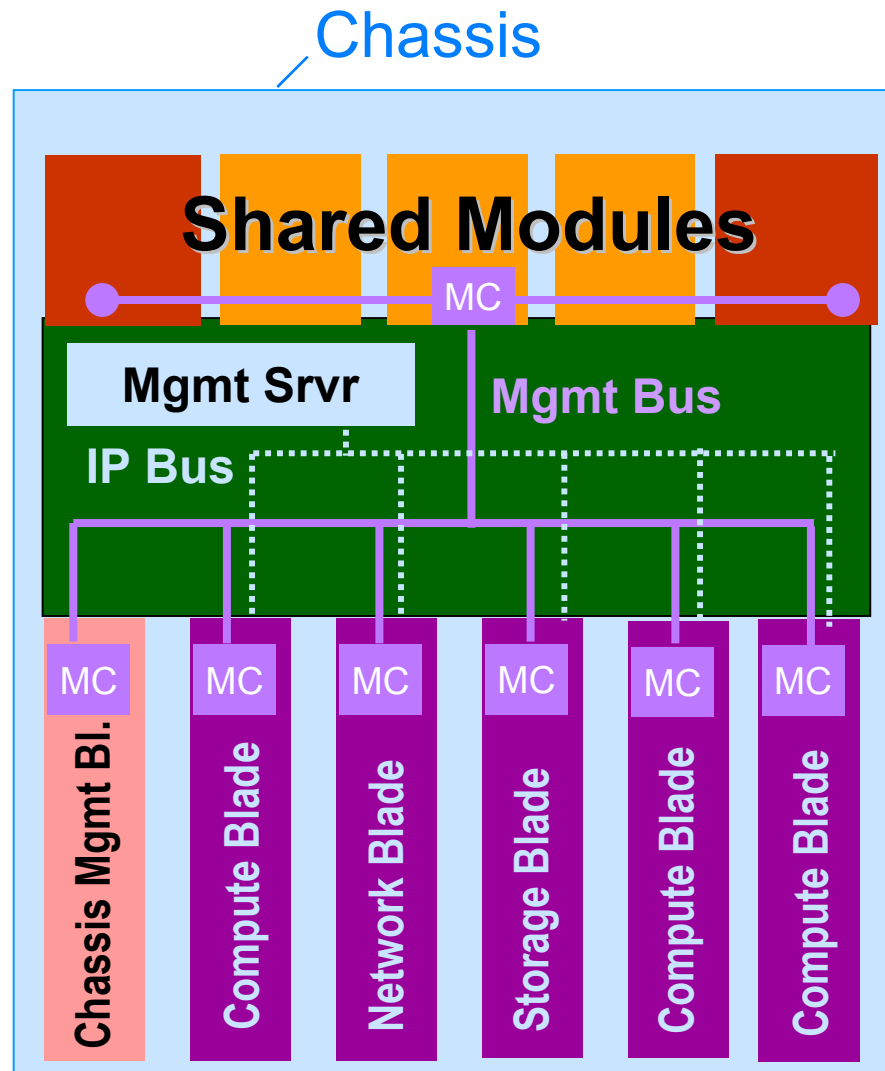 Chassis
Shared Modules
MC
Mgmt Srvr
Mgmt Bus
IP Bus
MC
MC
MC
MC
MC
MC
Chassis Mgmt Bl.
Compute Blade
Network Blade
Storage Blade
Compute Blade
Compute Blade